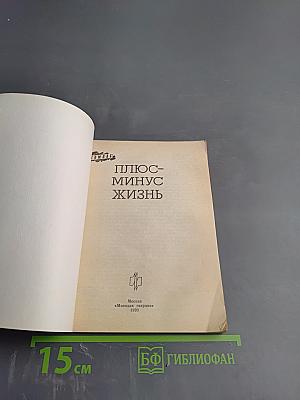 ПЛЮС-
МИНУС
ЖИЗНЬ
Москва
«Молодая гвардия»
15 СМ
БФ ГИБЛИОФАН